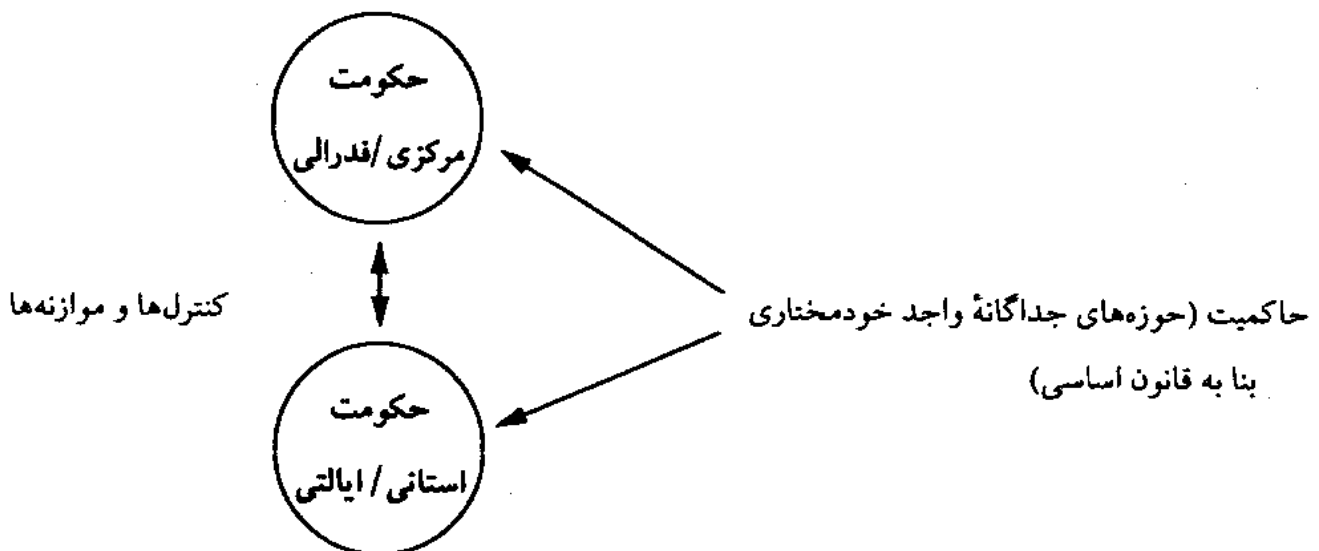 حکومت
مرکزی/فدرالی
حاکمیت (حوزه‌های جداگانهٔ واجد خودمختاری
بنا به قانون اساسی)
کنترل‌ها و موازنه‌ها
حکومت
استانی/ایالتی